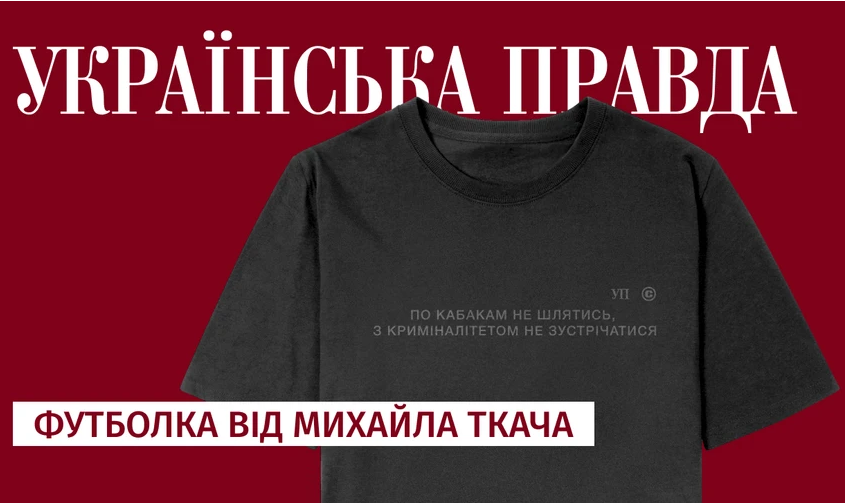 УКРАЇНСЬКА ПРАВДА
УП ©
ПО КАБАКАМ НЕ ШЛЯТИСЬ,
З КРИМІНАЛІТЕТОМ НЕ ЗУСТРІЧАТИСЯ
ФУТБОЛКА ВІД МИХАЙЛА ТКАЧА